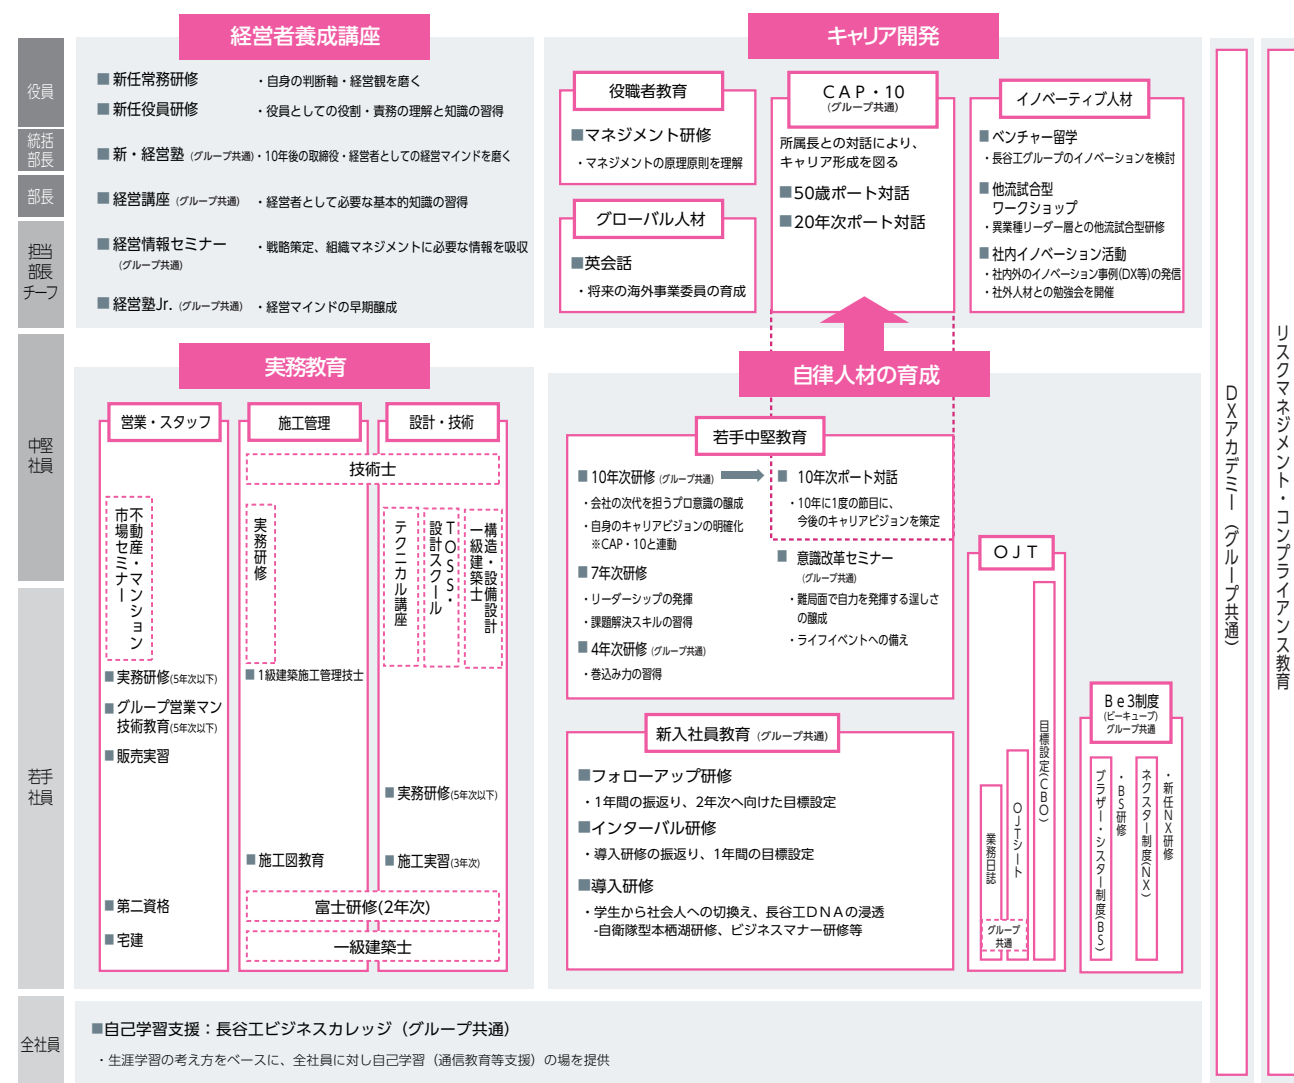 経営者養成講座
キャリア開発
役員
統括
部長
部長
担当
部長
チーフ
中堅
社員
若手
社員
全社員
■新任常務研修 ・自身の判断軸・経営観を磨く
■新任役員研修 ・役員としての役割・責務の理解と知識の習得
■新・経営塾 (グループ共通)・10年後の取締役・経営者としての経営マインドを磨く
■経営講座 (グループ共通) ・経営者として必要な基本的知識の習得
■経営情報セミナー ・戦略策定、組織マネジメントに必要な情報を吸収
(グループ共通)
■経営塾Jr. (グループ共通) ・経営マインドの早期醸成
役職者教育
■マネジメント研修
・マネジメントの原理原則を理解
グローバル人材
■英会話
・将来の海外事業委員の育成
CAP・10
(グループ共通)
所属長との対話により、
キャリア形成を図る
■50歳ポート対話
■20年次ポート対話
イノベーティブ人材
■ベンチャー留学
・長谷工グループのイノベーションを検討
■他流試合型
ワークショップ
・異業種リーダー層との他流試合型研修
■社内イノベーション活動
・社内外のイノベーション事例(DX等)の発信
・社外人材との勉強会を開催
実務教育
営業・スタッフ
不動産・マンション
市場セミナー
■実務研修(5年次以下)
■グループ営業マン
技術教育(5年次以下)
■販売実習
■第二資格
■宅建
施工管理
設計・技術
技術士
実務研修
テクニカル講座
TOSS・
設計スクール
構造・設備設計
一級建築士
■1級建築施工管理技士
■実務研修(5年次以下)
■施工図教育
■施工実習(3年次)
富士研修(2年次)
一級建築士
自律人材の育成
若手中堅教育
■10年次研修 (グループ共通)
・会社の次代を担うプロ意識の醸成
・自身のキャリアビジョンの明確化
※CAP・10と連動
■7年次研修
・リーダーシップの発揮
・課題解決スキルの習得
■4年次研修 (グループ共通)
・巻込み力の習得
■10年次ポート対話
・10年に1度の節目に、
今後のキャリアビジョンを策定
■意識改革セミナー
(グループ共通)
・難局面で自力を発揮する逞しさ
の醸成
・ライフイベントへの備え
新入社員教育 (グループ共通)
■フォローアップ研修
・1年間の振返り、2年次へ向けた目標設定
■インターバル研修
・導入研修の振返り、1年間の目標設定
■導入研修
・学生から社会人への切換え、長谷工DNAの浸透
-自衛隊型本栖湖研修、ビジネスマナー研修等
OJT
業務日誌
OJTシート
グループ
共通
目標設定(CBO)
Be3制度
(ビーキューブ)
グループ共通
ブラザー・シスター制度(BS)
・BS研修
ネクスター制度(NX)
・新任NX研修
DXアカデミー(グループ共通)
リスクマネジメント・コンプライアンス教育
■自己学習支援：長谷工ビジネスカレッジ(グループ共通)
・生涯学習の考え方をベースに、全社員に対し自己学習(通信教育等支援)の場を提供